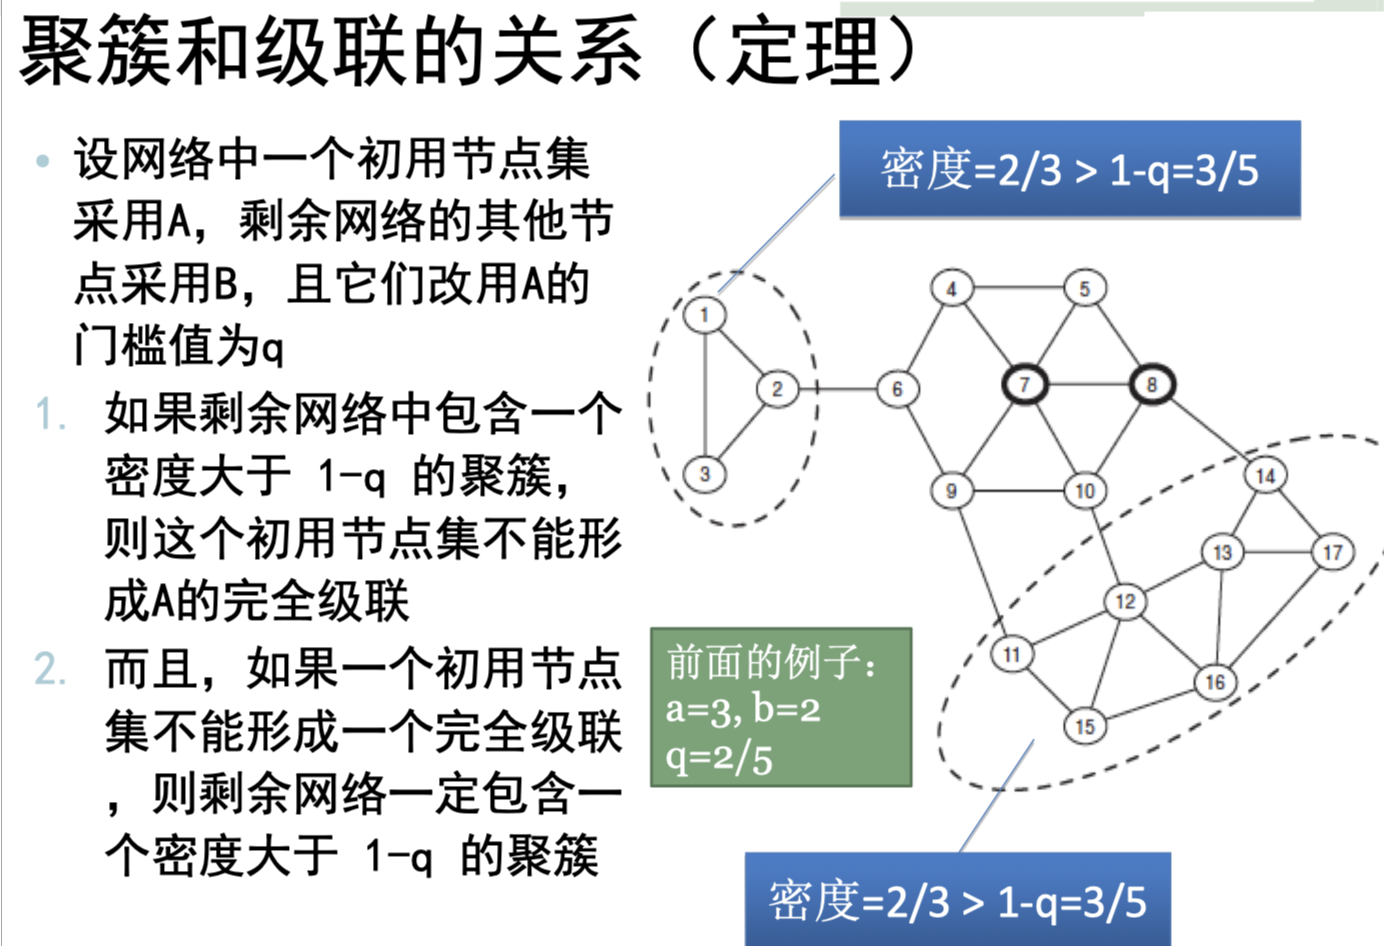 聚簇和级联的关系（定理）
• 设网络中一个初用节点集
采用A，剩余网络的其他节
点采用B，且它们改用A的
门槛值为q
1. 如果剩余网络中包含一个
密度大于 1-q 的聚簇，
则这个初用节点集不能形
成A的完全级联
2. 而且，如果一个初用节点
集不能形成一个完全级联
，则剩余网络一定包含一
个密度大于 1-q 的聚簇
密度=2/3 > 1-q=3/5
4
5
1
2
6
7
8
3
9
10
14
13
17
12
11
16
15
前面的例子：
a=3, b=2
q=2/5
密度=2/3 > 1-q=3/5